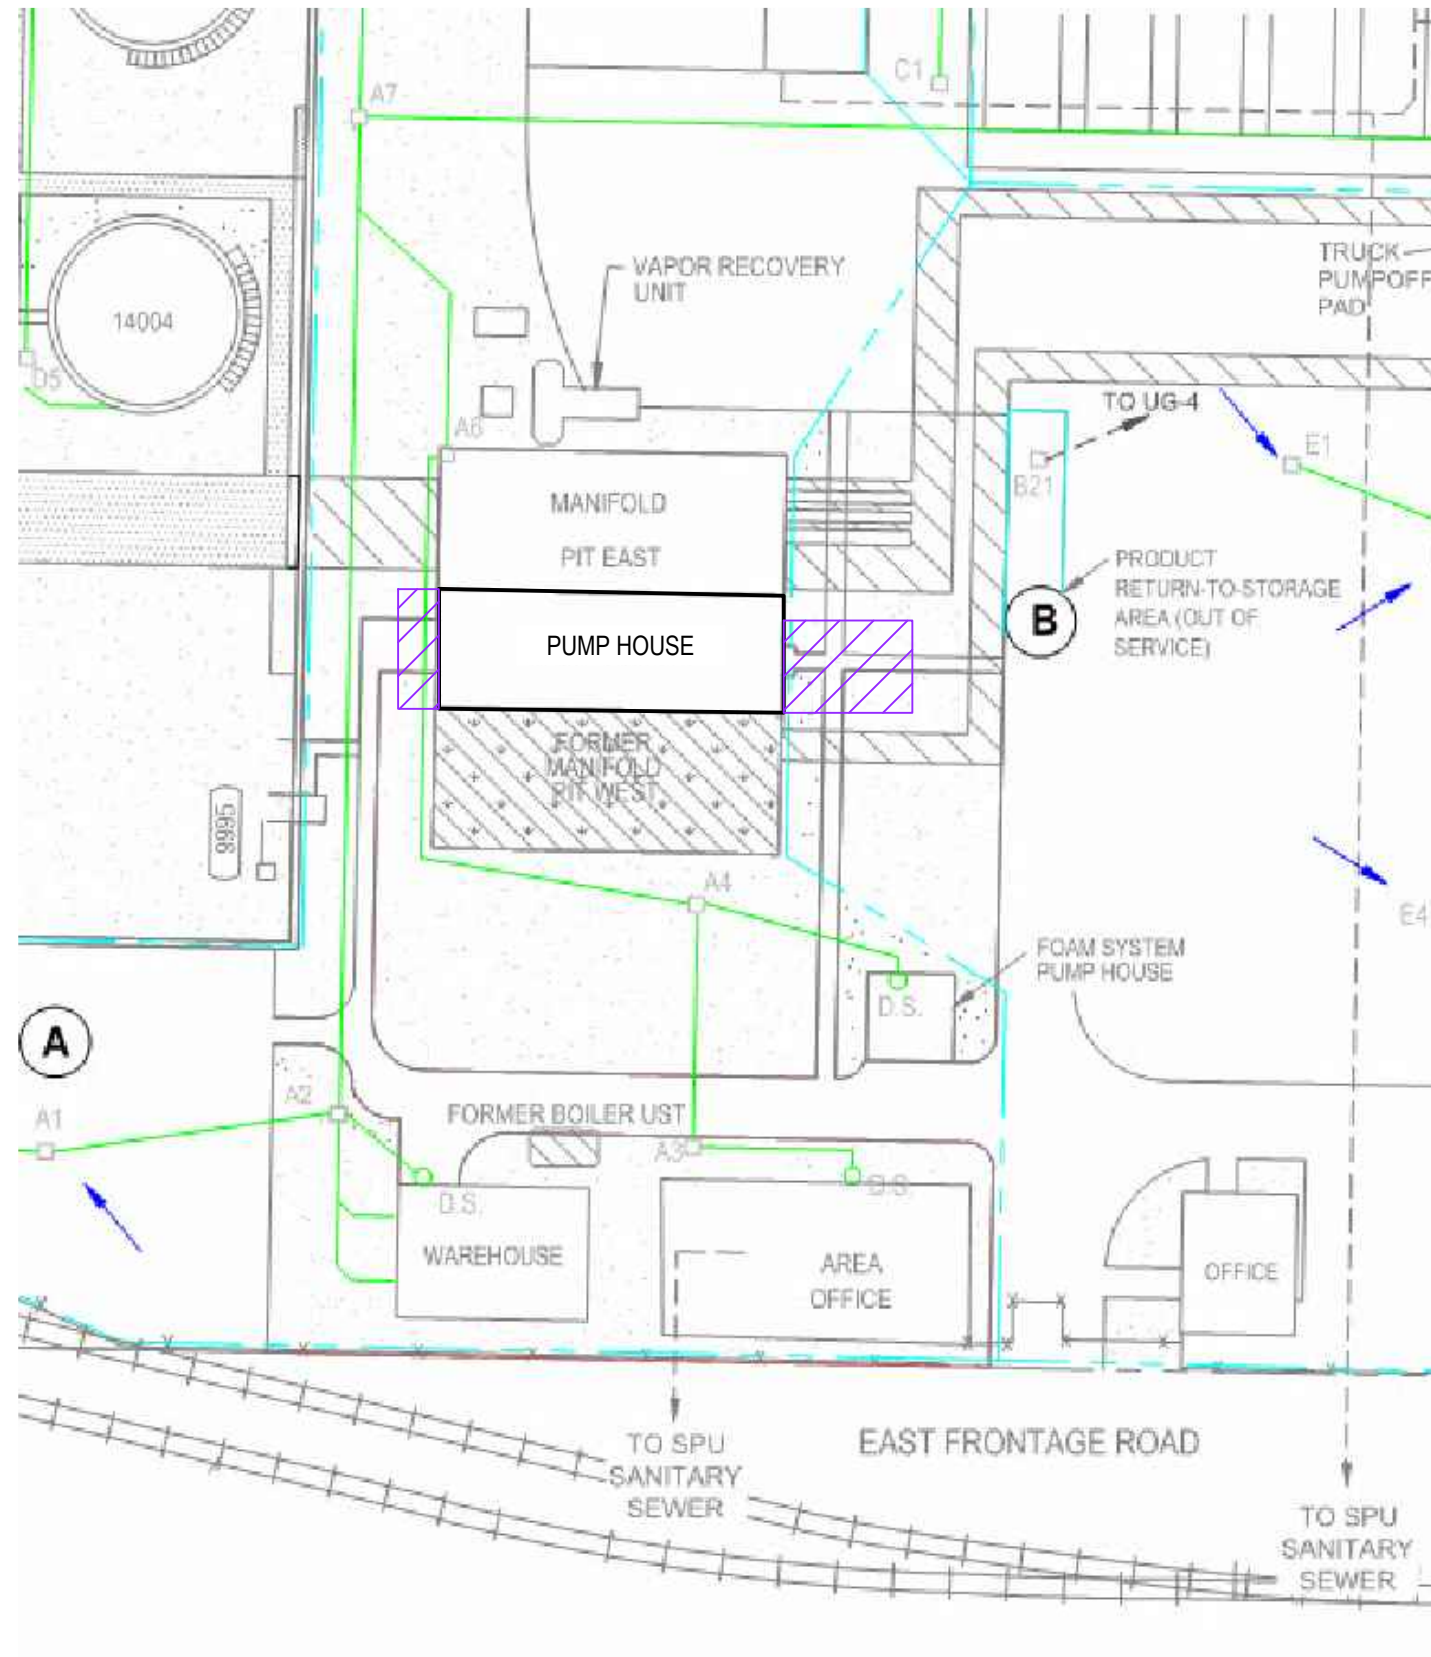 A7
C1
VAPOR RECOVERY
UNIT
TRUCK
PUMPOFF
PAD
14004
D5
TO UG-4
A6
E1
B21
MANIFOLD
PIT EAST
PRODUCT
RETURN-TO-STORAGE
AREA (OUT OF
SERVICE)
B
PUMP HOUSE
FORMER
MANIFOLD
PIT WEST
A4
E4
FOAM SYSTEM
PUMP HOUSE
D.S.
A
A2
A1
FORMER BOILER UST
A3
D.S.
D.S.
WAREHOUSE
AREA
OFFICE
OFFICE
EAST FRONTAGE ROAD
TO SPU
SANITARY
SEWER
TO SPU
SANITARY
SEWER